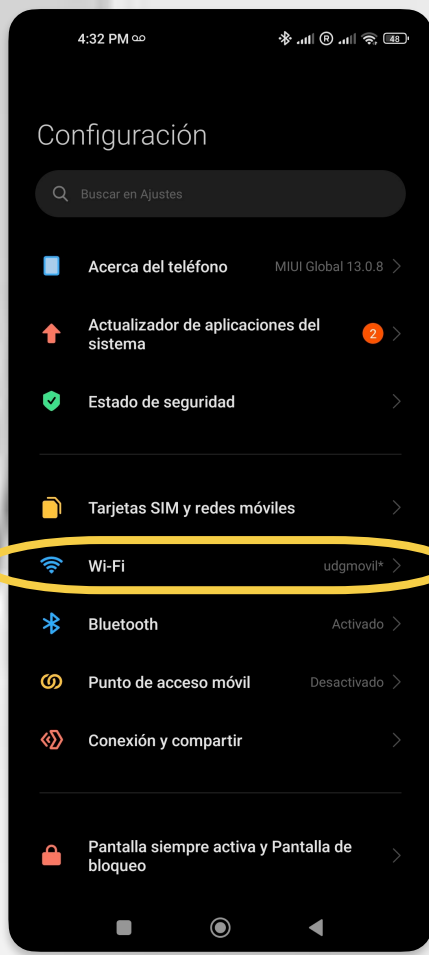 4:32 PM
R
48
Configuración
Buscar en Ajustes
Acerca del teléfono MIUI Global 13.0.8
Actualizador de aplicaciones del
sistema
2
Estado de seguridad
Tarjetas SIM y redes móviles
Wi-Fi udgmovil*
Bluetooth Activado
Punto de acceso móvil Desactivado
Conexión y compartir
Pantalla siempre activa y Pantalla de
bloqueo